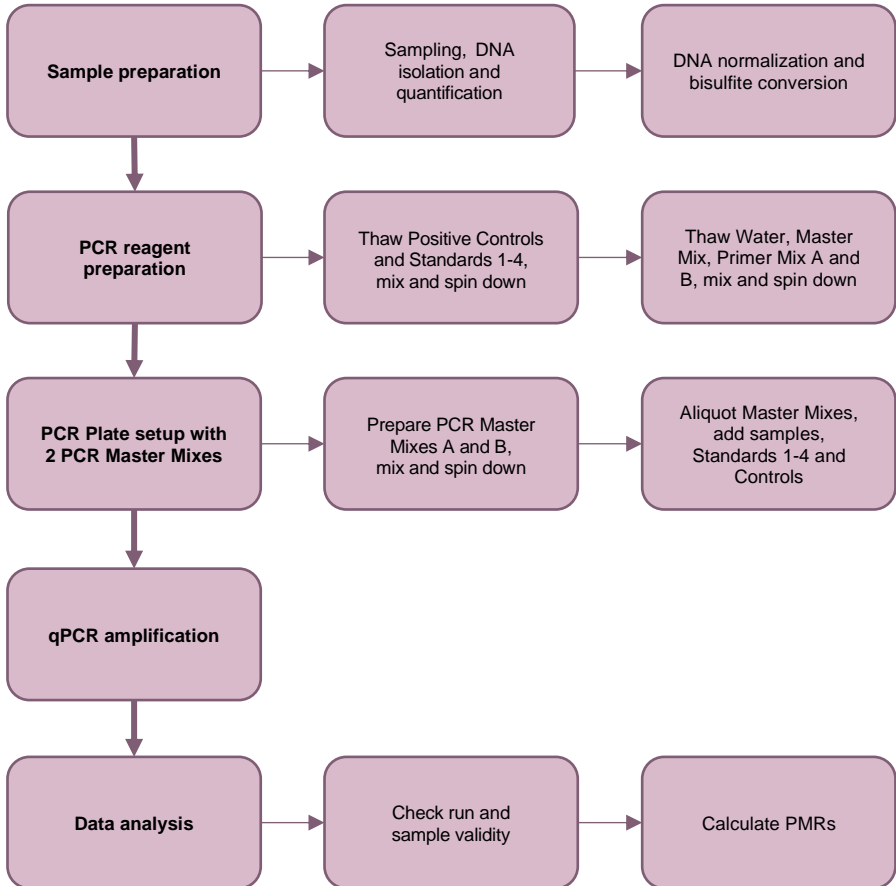 Sample preparation
Sampling, DNA
isolation and
quantification
DNA normalization and
bisulfite conversion
PCR reagent
preparation
Thaw Positive Controls
and Standards 1-4,
mix and spin down
Thaw Water, Master
Mix, Primer Mix A and
B, mix and spin down
PCR Plate setup with
2 PCR Master Mixes
Prepare PCR Master
Mixes A and B,
mix and spin down
Aliquot Master Mixes,
add samples,
Standards 1-4 and
Controls
qPCR amplification
Data analysis
Check run and
sample validity
Calculate PMRs